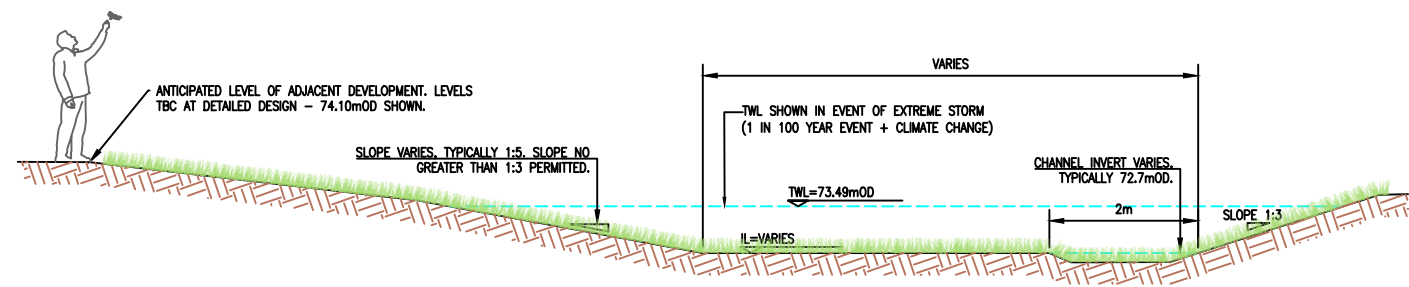 VARIES
ANTICIPATED LEVEL OF ADJACENT DEVELOPMENT. LEVELS
TBC AT DETAILED DESIGN - 74.10mOD SHOWN.
TWL SHOWN IN EVENT OF EXTREME STORM
(1 IN 100 YEAR EVENT + CLIMATE CHANGE)
SLOPE VARIES, TYPICALLY 1:5. SLOPE NO
GREATER THAN 1:3 PERMITTED.
CHANNEL INVERT VARIES,
TYPICALLY 72.7mOD.
TWL=73.49mOD
2m
SLOPE 1:3
IL=VARIES